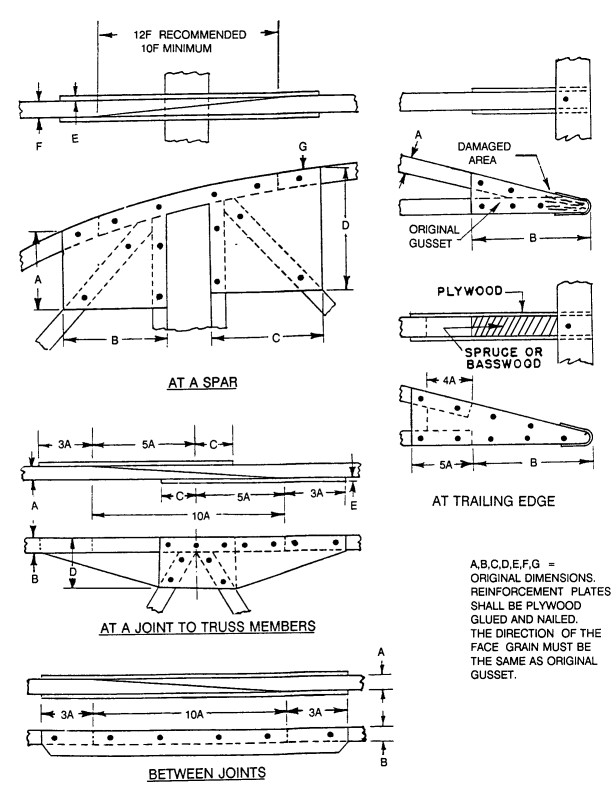 12F RECOMMENDED
10F MINIMUM
F
E
G
A
D
B
C
AT A SPAR
3A
5A
C
A
C
5A
3A
E
10A
B
D
AT A JOINT TO TRUSS MEMBERS
A
3A
10A
3A
B
BETWEEN JOINTS
A
DAMAGED
AREA
ORIGINAL
GUSSET
B
PLYWOOD
SPRUCE OR
BASSWOOD
4A
5A
B
AT TRAILING EDGE
A,B,C,D,E,F,G =
ORIGINAL DIMENSIONS.
REINFORCEMENT PLATES
SHALL BE PLYWOOD
GLUED AND NAILED.
THE DIRECTION OF THE
FACE GRAIN MUST BE
THE SAME AS ORIGINAL
GUSSET.